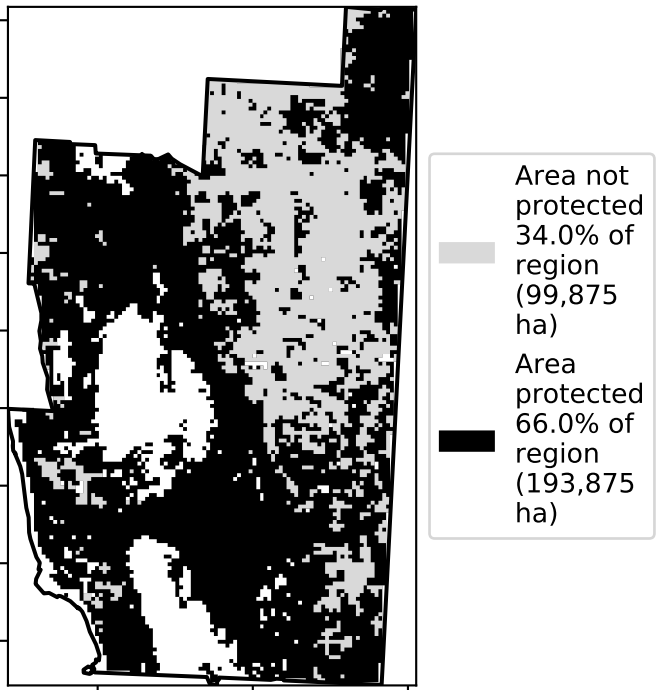 Area not
protected
34.0% of
region
(99,875
ha)
Area
protected
66.0% of
region
(193,875
ha)